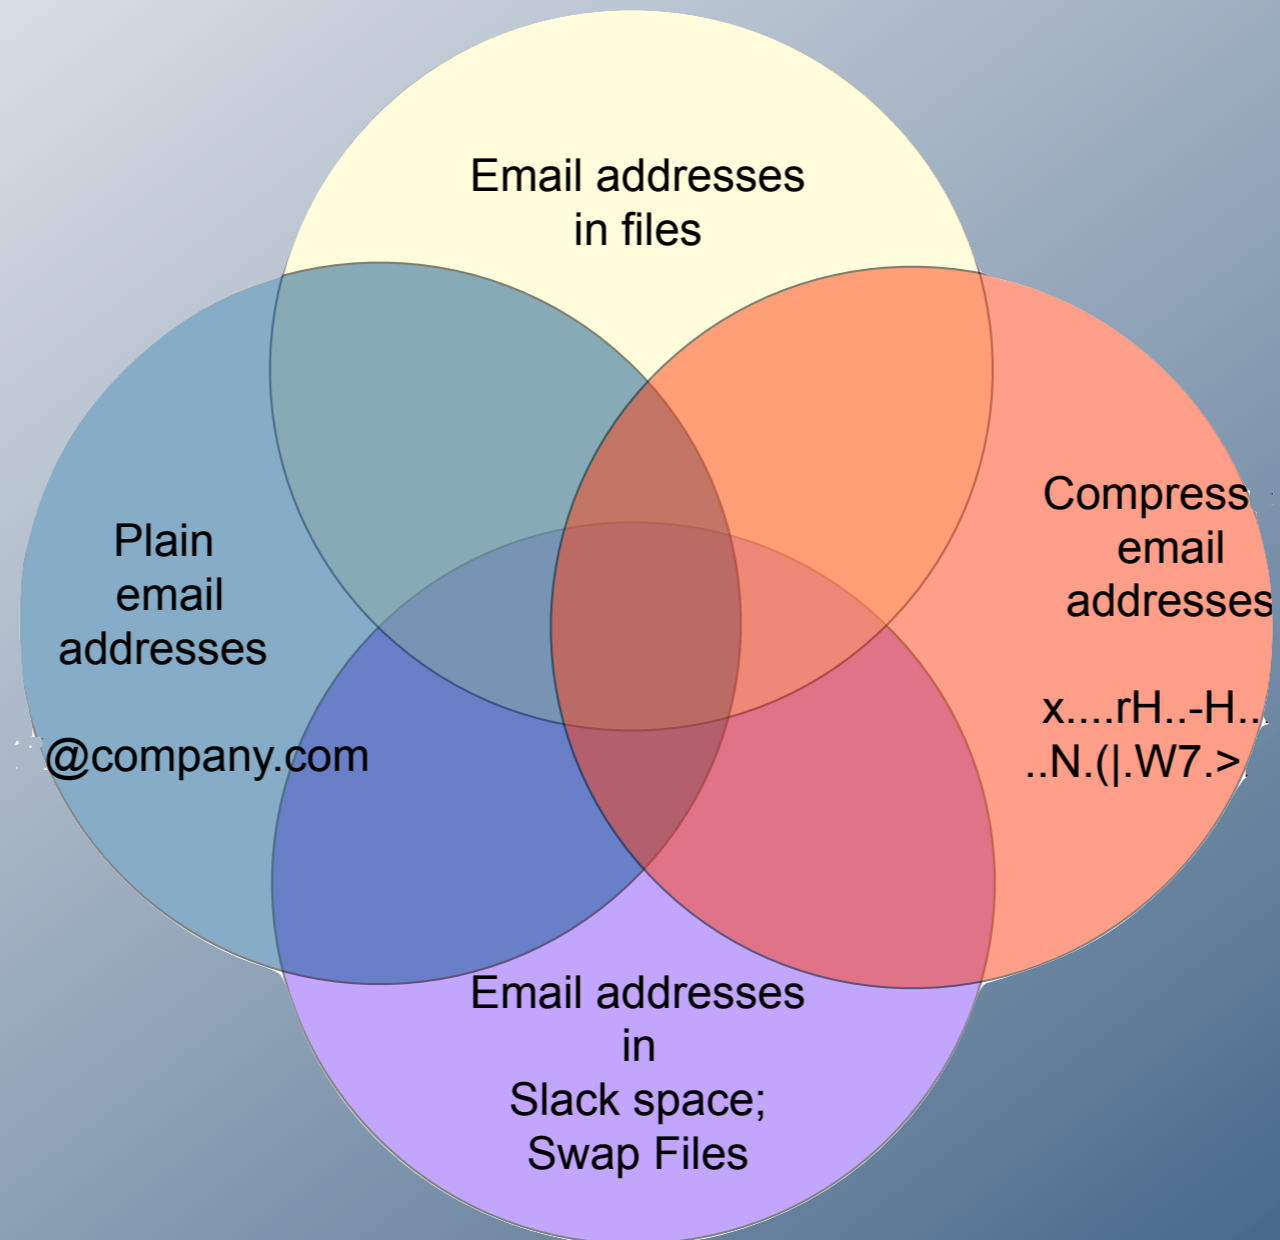 Email addresses
in files
Plain
email
addresses
@company.com
Compress
email
addresses
x....rH..-H...
..N.(|.W7.>.
Email addresses
in
Slack space;
Swap Files